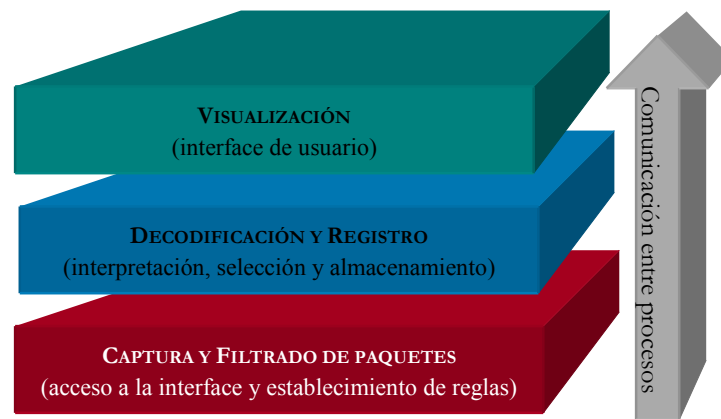 VISUALIZACIÓN
(interface de usuario)
DECODIFICACIÓN Y REGISTRO
(interpretación, selección y almacenamiento)
CAPTURA Y FILTRADO DE PAQUETES
(acceso a la interface y establecimiento de reglas)
Comunicación entre procesos